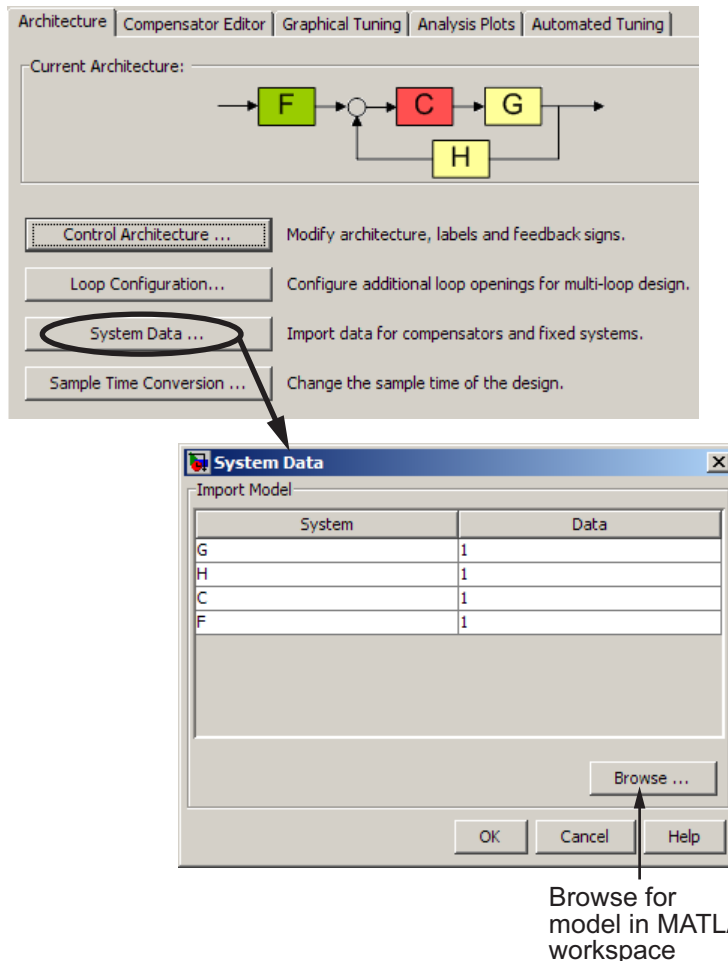 Architecture Compensator Editor Graphical Tuning Analysis Plots Automated Tuning
Current Architecture:
F C G
H
Control Architecture ... Modify architecture, labels and feedback signs.
Loop Configuration... Configure additional loop openings for multi-loop design.
System Data ... Import data for compensators and fixed systems.
Sample Time Conversion ... Change the sample time of the design.
System Data
Import Model
System Data
G 1
H 1
C 1
F 1
Browse ...
OK Cancel Help
Browse for
model in
workspace